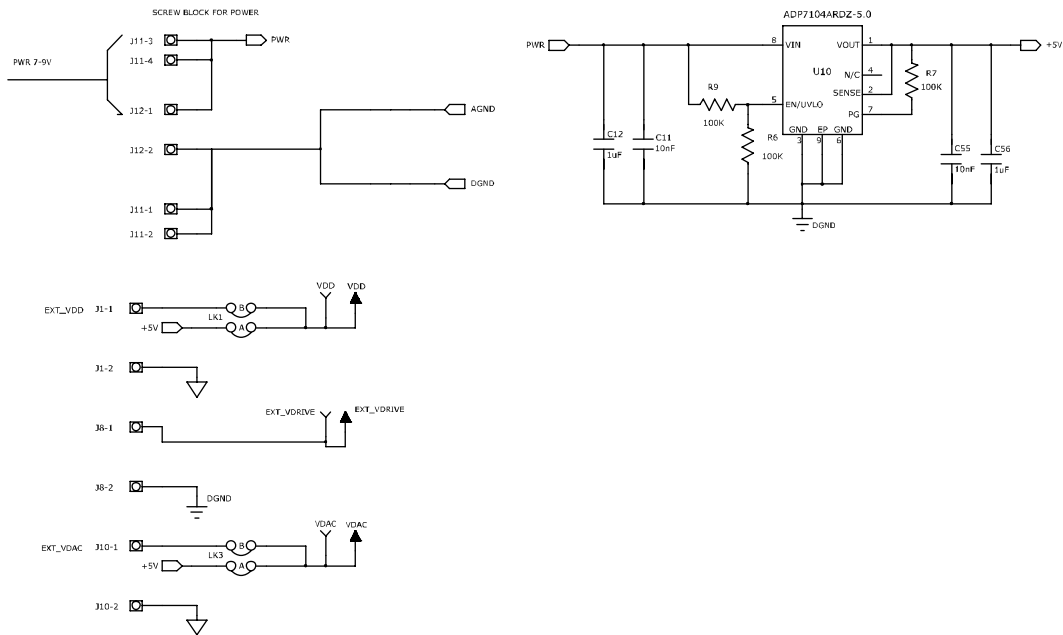 SCREW BLOCK FOR POWER
J11-3
PWR
J11-4
PWR 7-9V
J12-1
AGND
J12-2
DGND
J11-1
J11-2
ADP7104ARDZ-5.0
PWR
8
VIN
VOUT
1
+5V
U10
N/C
4
R7
100K
SENSE
2
R9
100K
5
EN/UVLO
PG
7
GND
EP
GND
3
9
6
R6
100K
C12
1uF
C11
10nF
C55
10nF
C56
1uF
DGND
EXT_VDD
J1-1
B
LK1
+5V
A
VDD
VDD
J1-2
EXT_VDRIVE
EXT_VDRIVE
J8-1
J8-2
DGND
EXT_VDAC
J10-1
B
LK3
+5V
A
VDAC
VDAC
J10-2